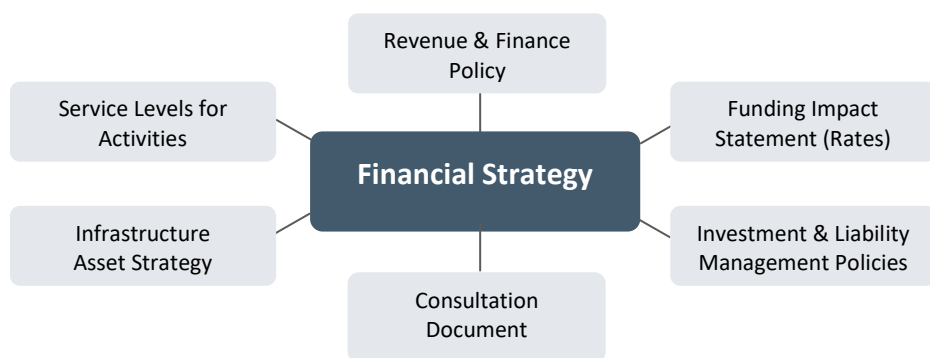 Revenue & Finance
Policy
Service Levels for
Activities
Funding Impact
Statement (Rates)
Financial Strategy
Infrastructure
Asset Strategy
Investment & Liability
Management Policies
Consultation
Document